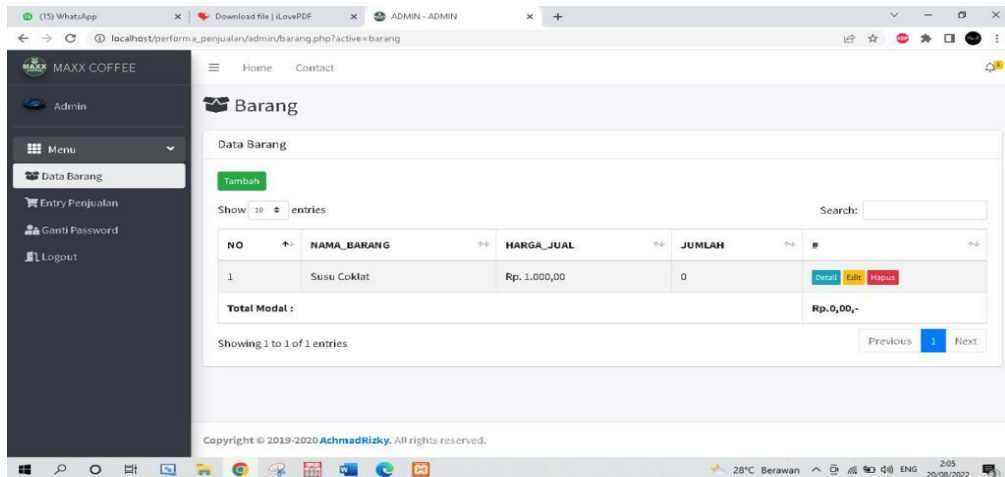 (15) WhatsApp
Download file | iLovePDF
ADMIN - ADMIN
localhost/performa_penjualan/admin/barang.php?active=barang
MAXX COFFEE
Home Contact
Admin
Barang
Menu
Data Barang
Entry Penjualan
Ganti Password
Logout
Data Barang
Tambah
Show 10 entries
Search:
NO NAMA_BARANG HARGA_JUAL JUMLAH #
1 Susu Coklat Rp. 1.000,00 0 Detail Edit Hapus
Total Modal : Rp.0,00,-
Showing 1 to 1 of 1 entries
Previous 1 Next
Copyright © 2019-2020 AchmadRizky. All rights reserved.
28°C Berawan ENG 2:05
20/08/2022